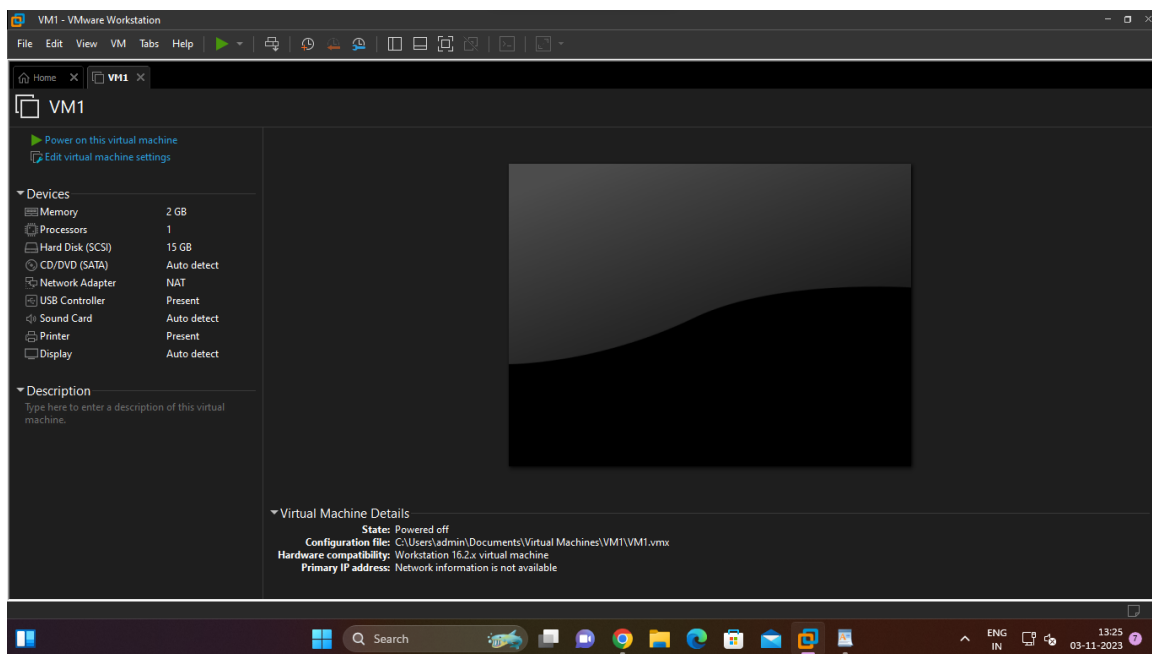 VM1 - VMware Workstation
File Edit View VM Tabs Help
Home VM1
VM1
Power on this virtual machine
Edit virtual machine settings
Devices
Memory 2 GB
Processors 1
Hard Disk (SCSI) 15 GB
CD/DVD (SATA) Auto detect
Network Adapter NAT
USB Controller Present
Sound Card Auto detect
Printer Present
Display Auto detect
Description
Type here to enter a description of this virtual
machine.
Virtual Machine Details
State: Powered off
Configuration file: C:\Users\admin\Documents\Virtual Machines\VM1\VM1.vmx
Hardware compatibility: Workstation 16.2.x virtual machine
Primary IP address: Network information is not available
Search
ENG
IN
13:25
03-11-2023
7